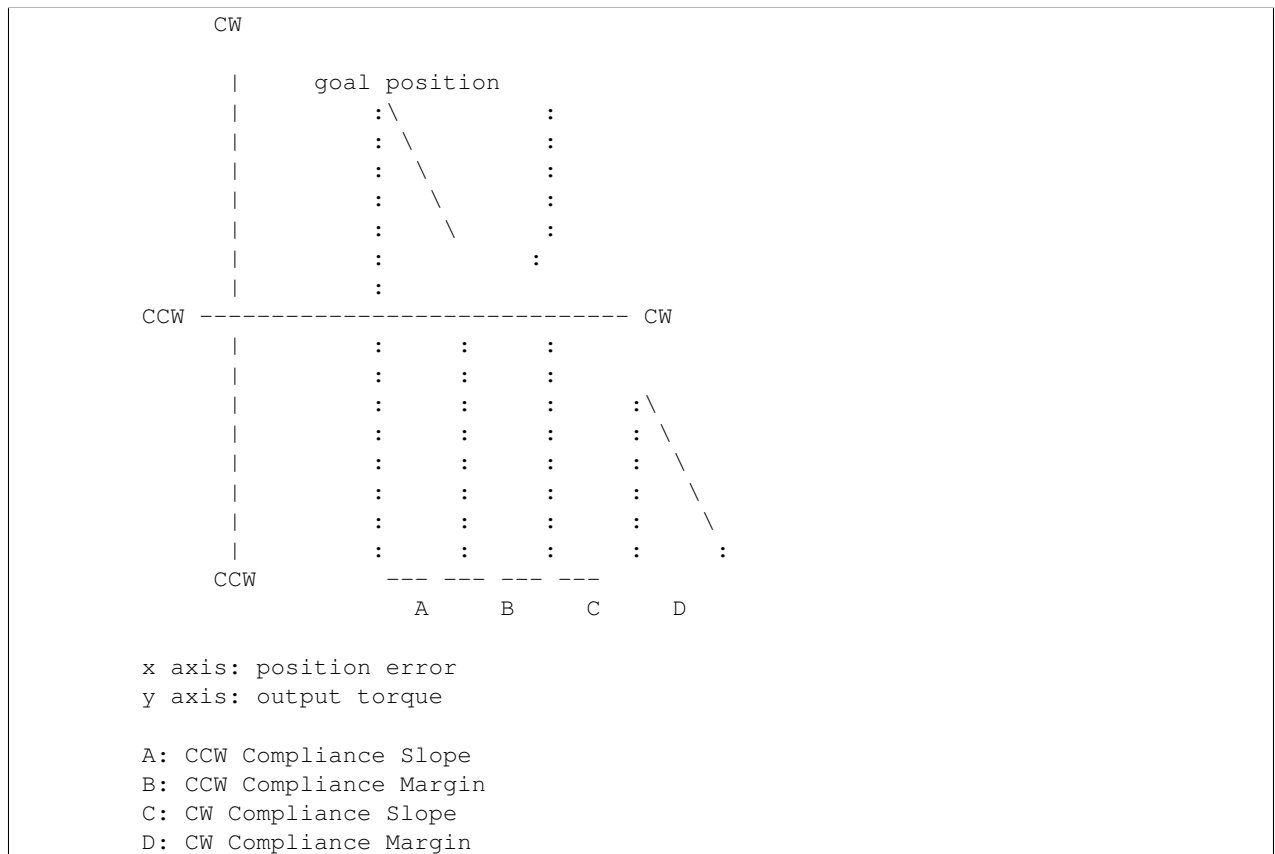 CW
|     goal position
|         :\          :
|         : \         :
|         :  \        :
|         :   \       :
|         :    \      :
|         :          :
|         :
CCW ------------------------------ CW
|         :     :     :
|         :     :     :
|         :     :     :     :\
|         :     :     :     : \
|         :     :     :     :  \
|         :     :     :     :   \
|         :     :     :     :    \
|         :     :     :     :     :
CCW         --- --- --- ---
A     B     C     D
x axis: position error
y axis: output torque
A: CCW Compliance Slope
B: CCW Compliance Margin
C: CW Compliance Slope
D: CW Compliance Margin